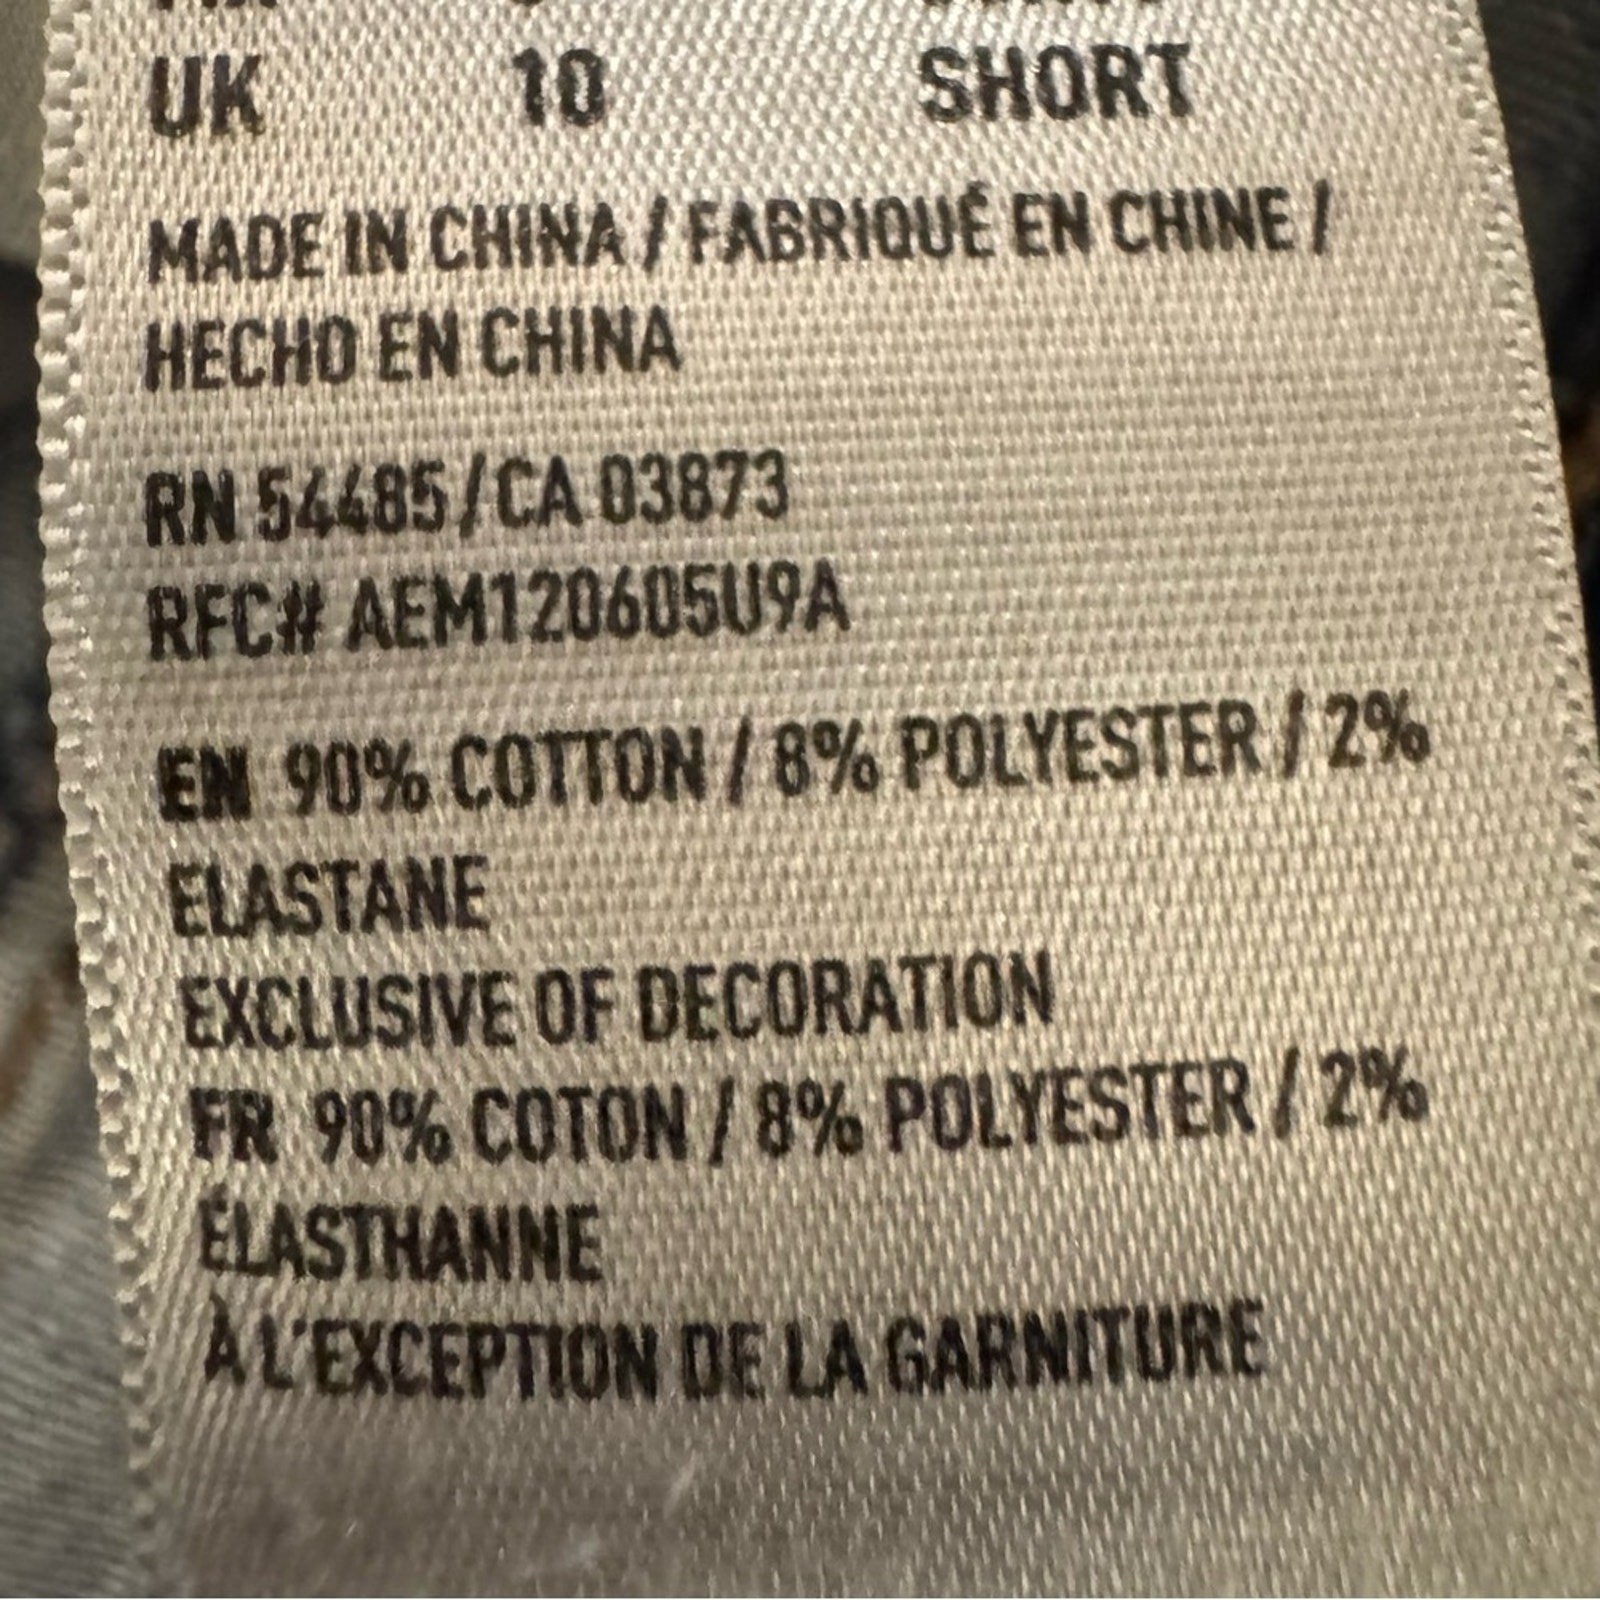 UK 10 SHORT
MADE IN CHINA / FABRIQUÉ EN CHINE /
HECHO EN CHINA
RN 54485/CA 03873
RFC# AEM120605U9A
EN 90% COTTON / 8% POLYESTER / 2%
ELASTANE
EXCLUSIVE OF DECORATION
FR 90% COTON / 8% POLYESTER / 2%
ÉLASTHANNE
À L'EXCEPTION DE LA GARNITURE